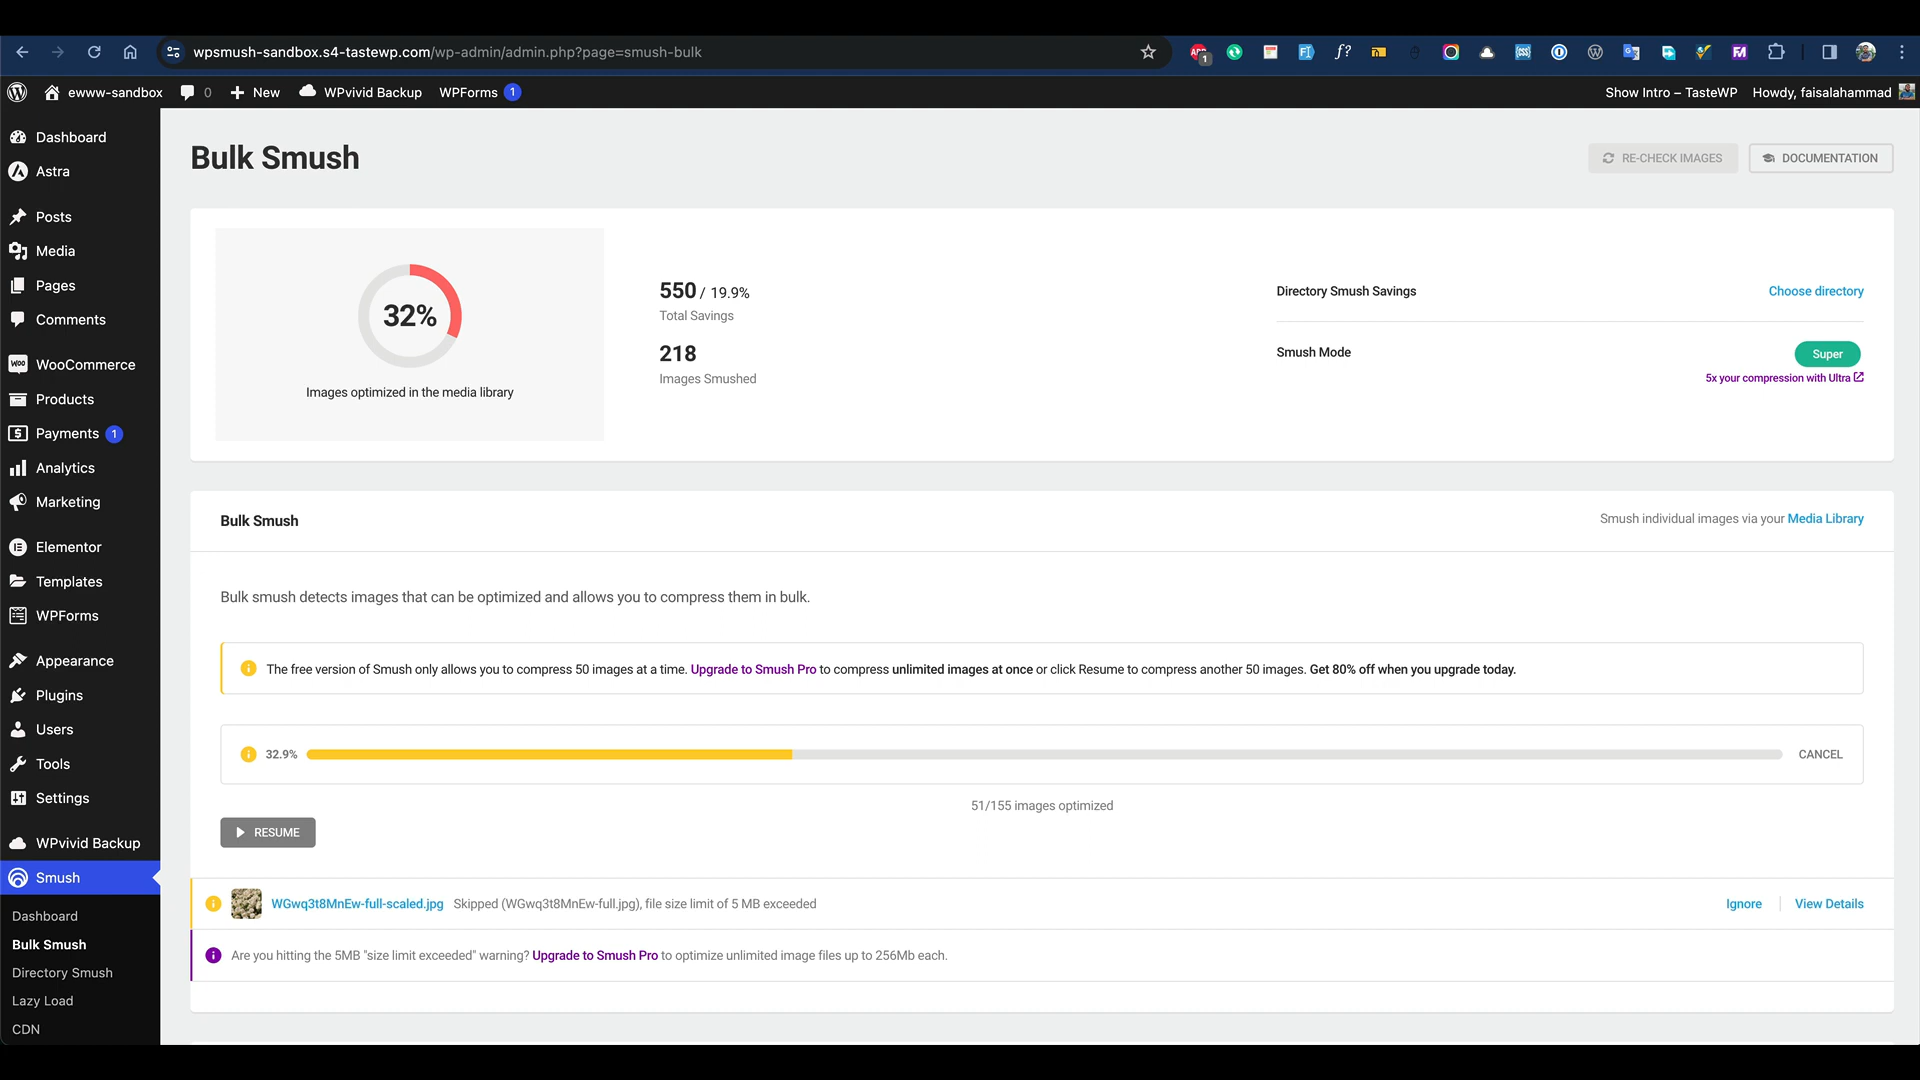 wpsmush-sandbox.s4-tastewp.com/wp-admin/admin.php?page=smush-bulk
ewww-sandbox
0
New
WPvivid Backup
WPForms 1
Show Intro – TasteWP
Howdy, faisalahammad
Dashboard
Astra
Posts
Media
Pages
Comments
WooCommerce
Products
Payments 1
Analytics
Marketing
Elementor
Templates
WPForms
Appearance
Plugins
Users
Tools
Settings
WPvivid Backup
Smush
Dashboard
Bulk Smush
Directory Smush
Lazy Load
CDN
Bulk Smush
RE-CHECK IMAGES
DOCUMENTATION
32%
Images optimized in the media library
550 / 19.9%
Total Savings
218
Images Smushed
Directory Smush Savings
Choose directory
Smush Mode
Super
5x your compression with Ultra
Bulk Smush
Smush individual images via your Media Library
Bulk smush detects images that can be optimized and allows you to compress them in bulk.
The free version of Smush only allows you to compress 50 images at a time. Upgrade to Smush Pro to compress unlimited images at once or click Resume to compress another 50 images. Get 80% off when you upgrade today.
32.9%
CANCEL
51/155 images optimized
RESUME
WGwq3t8MnEw-full-scaled.jpg Skipped (WGwq3t8MnEw-full.jpg), file size limit of 5 MB exceeded
Ignore
View Details
Are you hitting the 5MB "size limit exceeded" warning? Upgrade to Smush Pro to optimize unlimited image files up to 256Mb each.